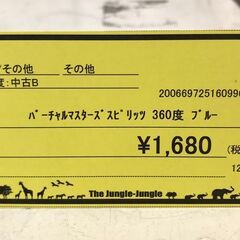 /その他 その他
度:中古B
20066972516099
バーチャルマスターズスピリッツ 360度 ブルー
¥1,680 (税
12
The Jungle-Jungle